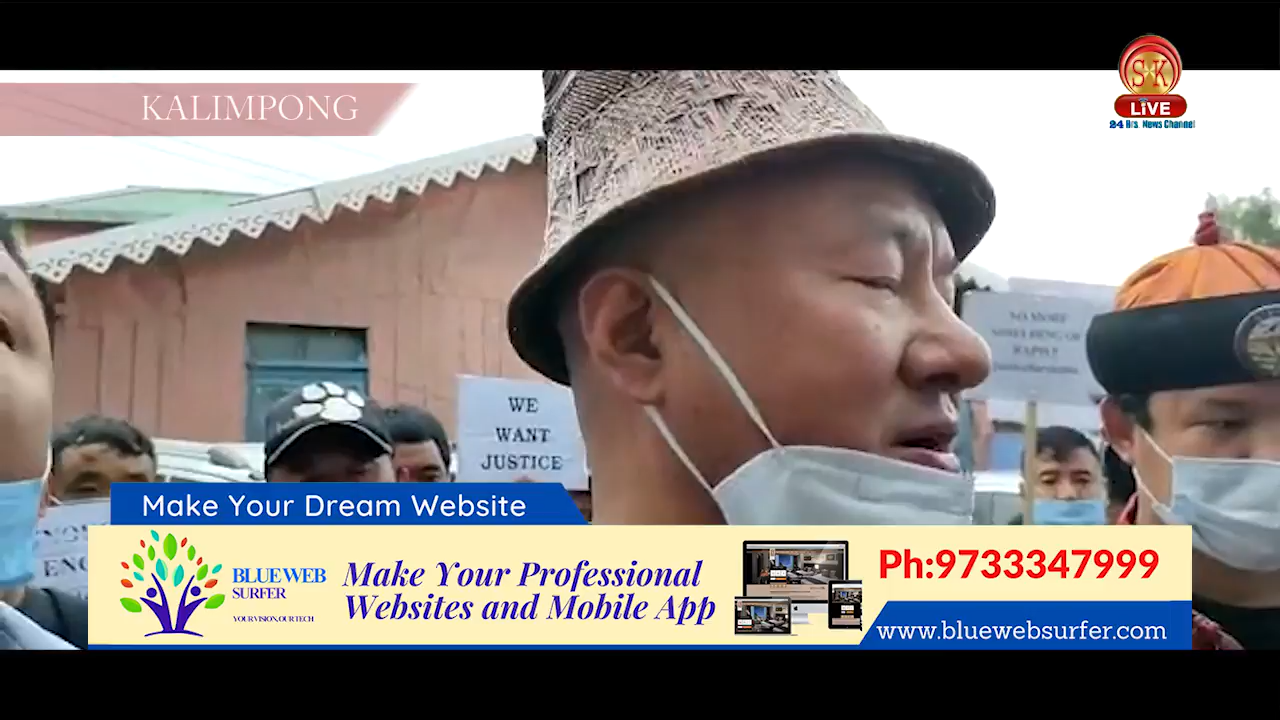 KALIMPONG
SK
LiVE
24 Hrs News Channel
WE
WANT
JUSTICE
NO MORE
Make Your Dream Website
BLUEWEB
SURFER
YOUR VISION, OUR TECH
Make Your Professional
Websites and Mobile App
Ph:9733347999
www.bluewebsurfer.com